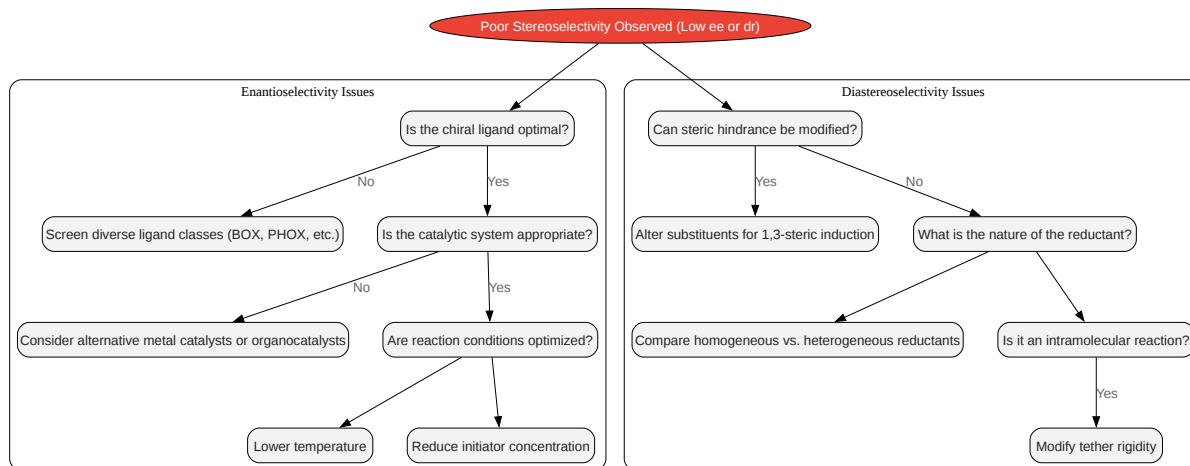 Poor Stereoselectivity Observed (Low ee or dr)
Enantioselectivity Issues
Diastereoselectivity Issues
Is the chiral ligand optimal?
Can steric hindrance be modified?
No
Yes
Yes
No
Screen diverse ligand classes (BOX, PHOX, etc.)
Is the catalytic system appropriate?
Alter substituents for 1,3-steric induction
What is the nature of the reductant?
No
Yes
Consider alternative metal catalysts or organocatalysts
Are reaction conditions optimized?
Compare homogeneous vs. heterogeneous reductants
Is it an intramolecular reaction?
Yes
Lower temperature
Reduce initiator concentration
Modify tether rigidity